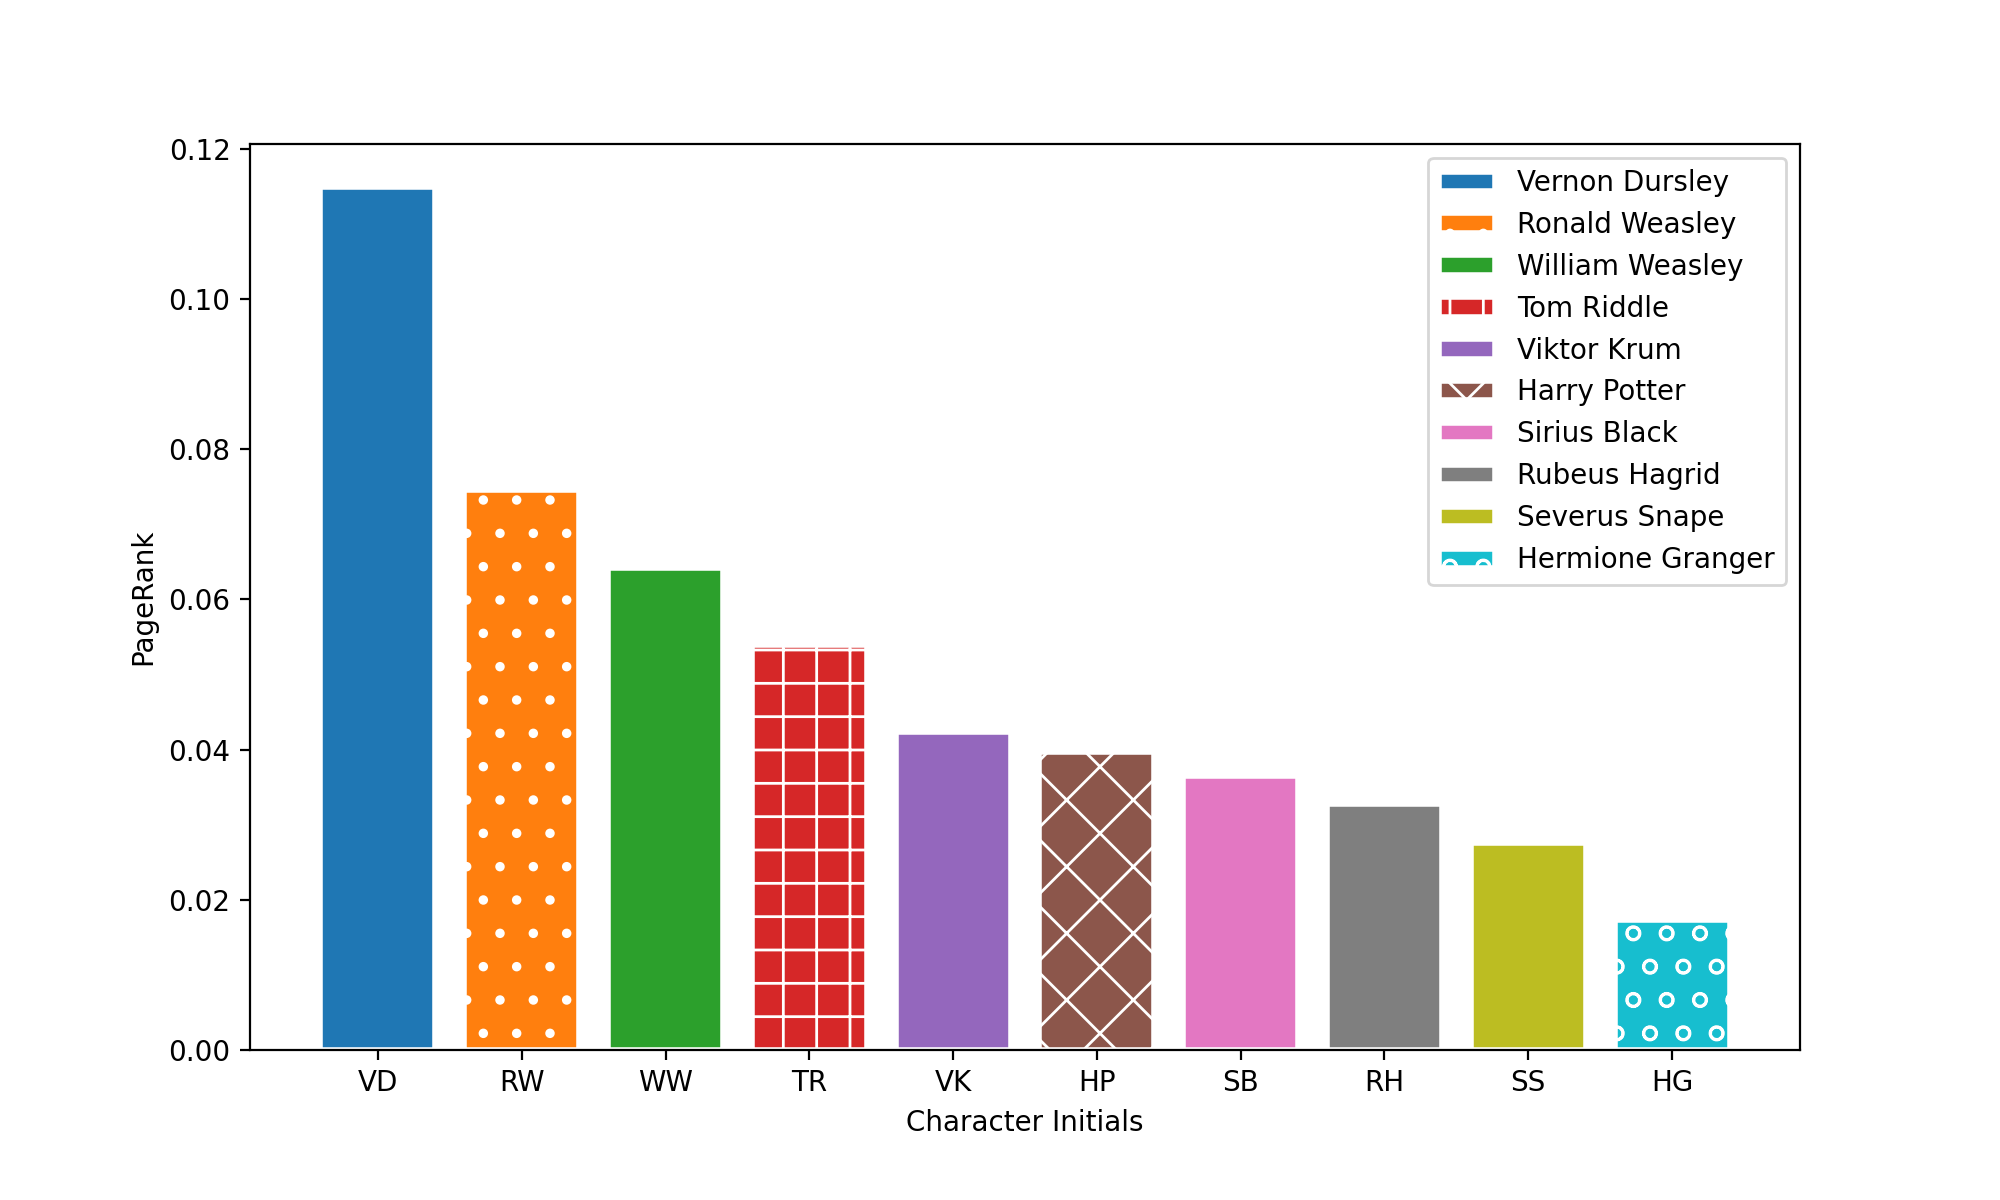 0.12
0.10
0.08
0.06
0.04
0.02
0.00
PageRank
Vernon Dursley
Ronald Weasley
William Weasley
Tom Riddle
Viktor Krum
Harry Potter
Sirius Black
Rubeus Hagrid
Severus Snape
Hermione Granger
VD RW WW TR VK HP SB RH SS HG
Character Initials